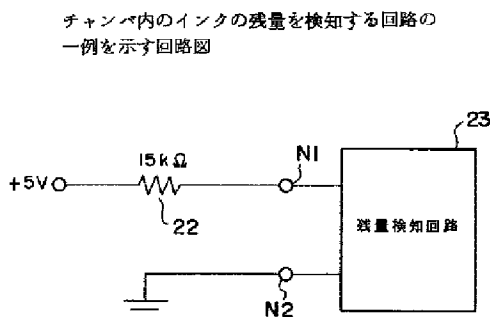 チャンバ内のインクの残量を検知する回路の
一例を示す回路図
23
15kΩ
N1
+5V
22
残量検知回路
N2